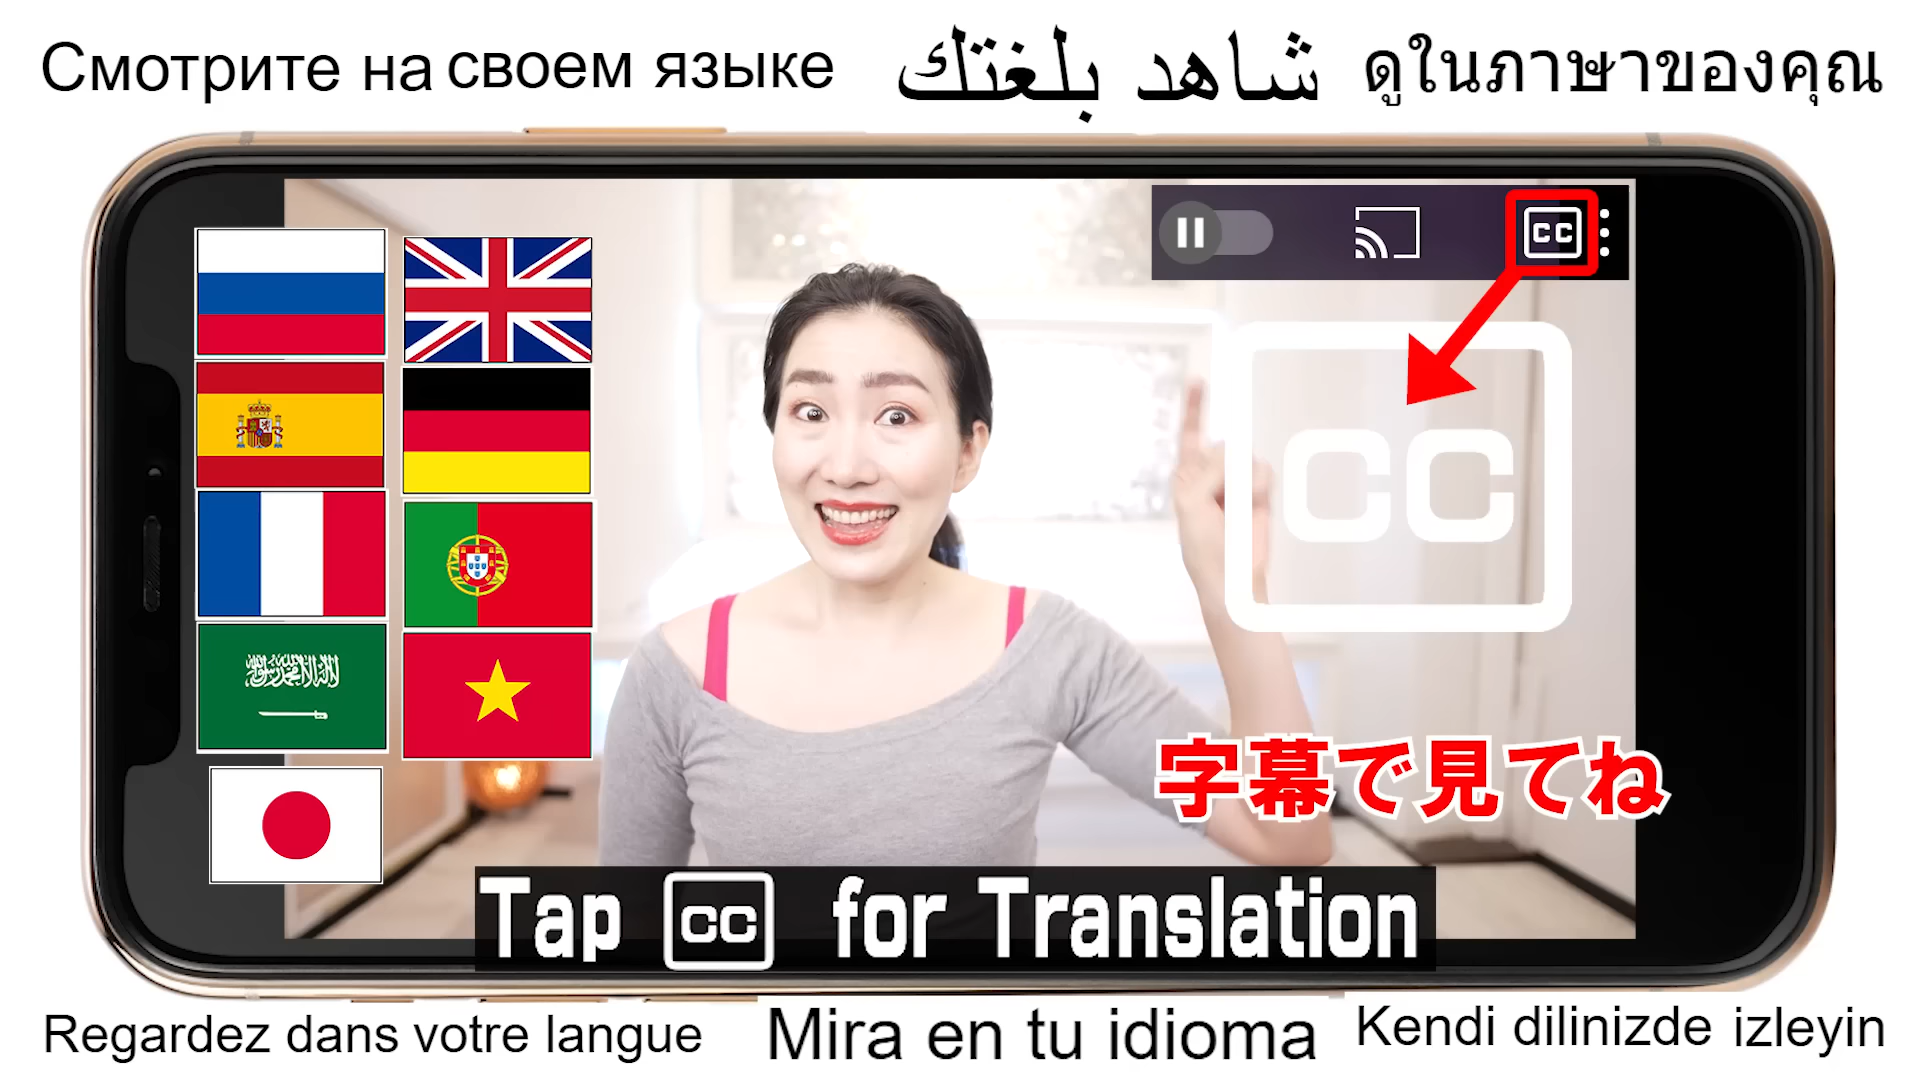 Смотрите на своем языке
شاهد بلغتك
ดูในภาษาของคุณ
CC
CC
字幕で見てね
Tap CC for Translation
Regardez dans votre langue
Mira en tu idioma
Kendi dilinizde izleyin